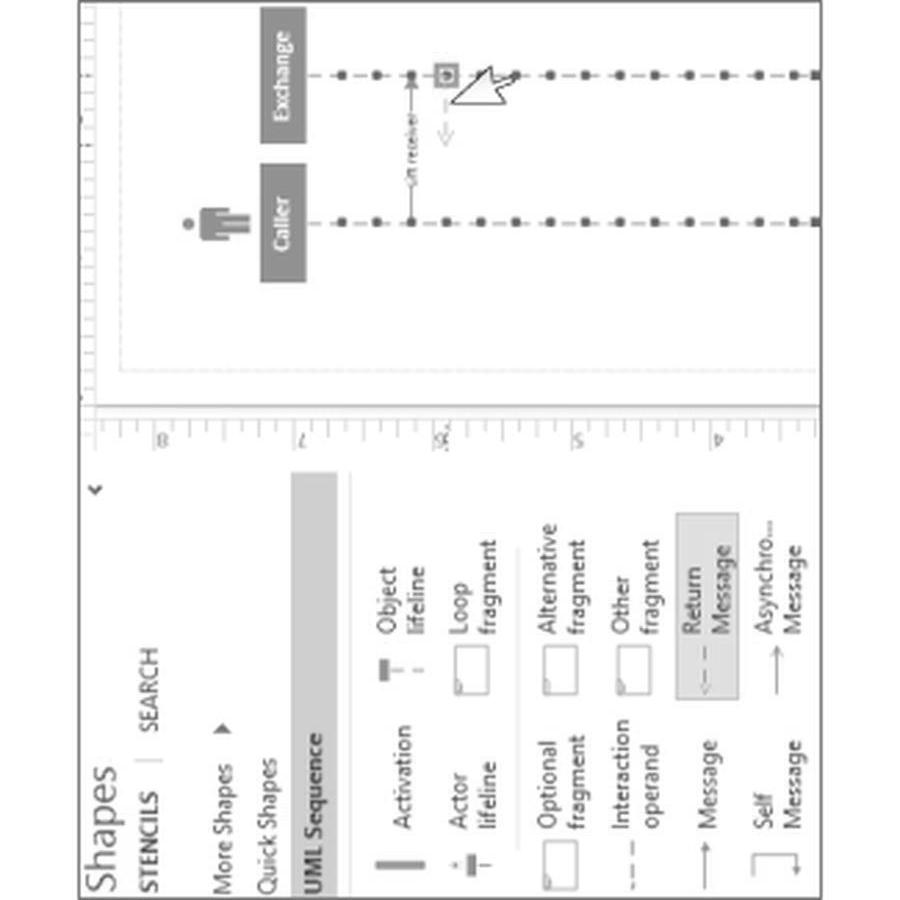 Shapes
STENCILS | SEARCH
More Shapes
Quick Shapes
UML Sequence
Activation
Object
lifeline
Actor
lifeline
Loop
fragment
Optional
fragment
Alternative
fragment
Interaction
operand
Other
fragment
Message
Return
Message
Self
Message
Asynchro...
Message
8
7
6
5
4
Caller
Exchange
receiver